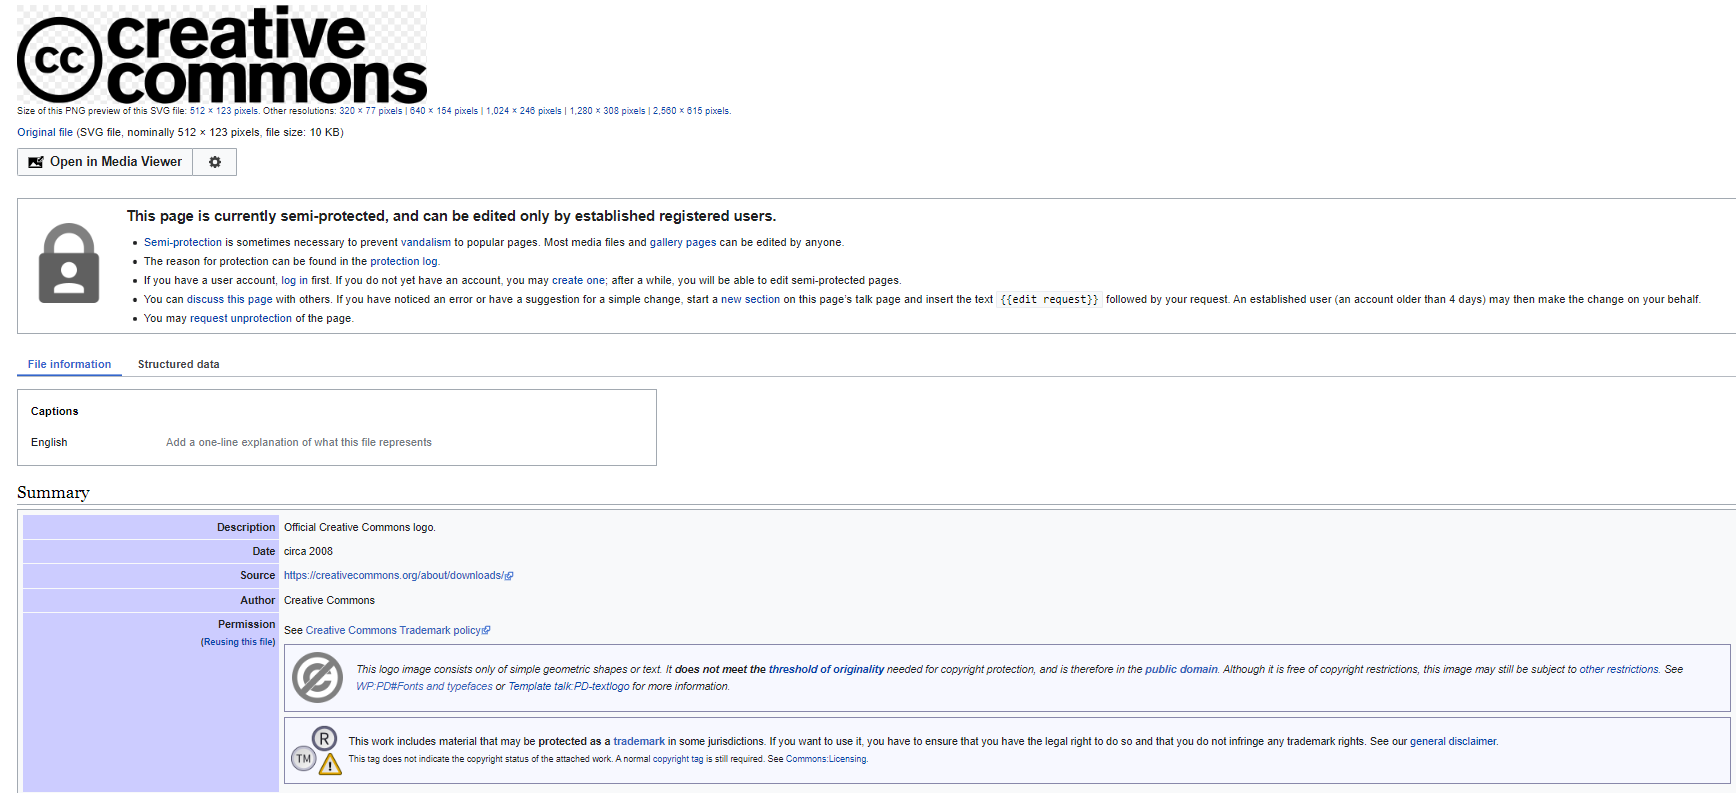 cc creative
commons
Size of this PNG preview of this SVG file: 512 × 123 pixels. Other resolutions: 320 × 77 pixels | 640 × 154 pixels | 1,024 × 246 pixels | 1,280 × 308 pixels | 2,560 × 615 pixels.
Original file (SVG file, nominally 512 × 123 pixels, file size: 10 KB)
Open in Media Viewer
This page is currently semi-protected, and can be edited only by established registered users.
• Semi-protection is sometimes necessary to prevent vandalism to popular pages. Most media files and gallery pages can be edited by anyone.
• The reason for protection can be found in the protection log.
• If you have a user account, log in first. If you do not yet have an account, you may create one; after a while, you will be able to edit semi-protected pages.
• You can discuss this page with others. If you have noticed an error or have a suggestion for a simple change, start a new section on this page's talk page and insert the text {{edit request}} followed by your request. An established user (an account older than 4 days) may then make the change on your behalf.
• You may request unprotection of the page.
File information Structured data
Captions
English Add a one-line explanation of what this file represents
Summary
Description Official Creative Commons logo.
Date circa 2008
Source https://creativecommons.org/about/downloads/
Author Creative Commons
Permission
(Reusing this file)
See Creative Commons Trademark policy
This logo image consists only of simple geometric shapes or text. It does not meet the threshold of originality needed for copyright protection, and is therefore in the public domain. Although it is free of copyright restrictions, this image may still be subject to other restrictions. See
WP:PD#Fonts and typefaces or Template talk:PD-textlogo for more information.
R
TM
!
This work includes material that may be protected as a trademark in some jurisdictions. If you want to use it, you have to ensure that you have the legal right to do so and that you do not infringe any trademark rights. See our general disclaimer.
This tag does not indicate the copyright status of the attached work. A normal copyright tag is still required. See Commons:Licensing.